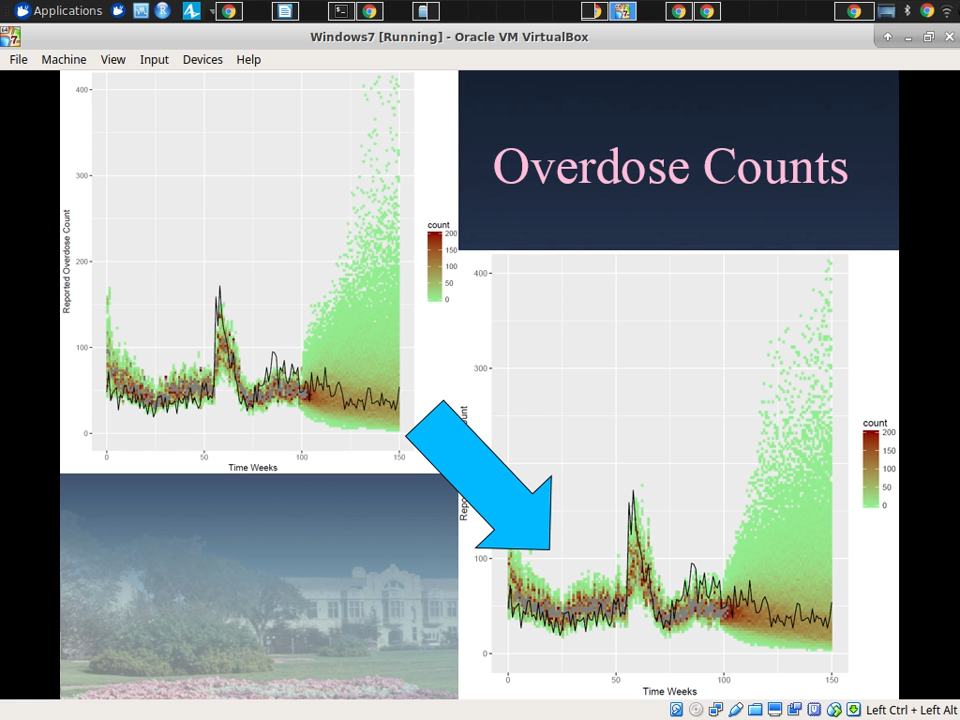 Applications
Windows7 [Running] - Oracle VM VirtualBox
File Machine View Input Devices Help
Overdose Counts
400
300
200
100
0
Reported Overdose Count
0 50 100 150
Time Weeks
count
200
150
100
50
0
400
300
100
0
0 50 100 150
Time Weeks
count
200
150
100
50
0
Left Ctrl + Left Alt